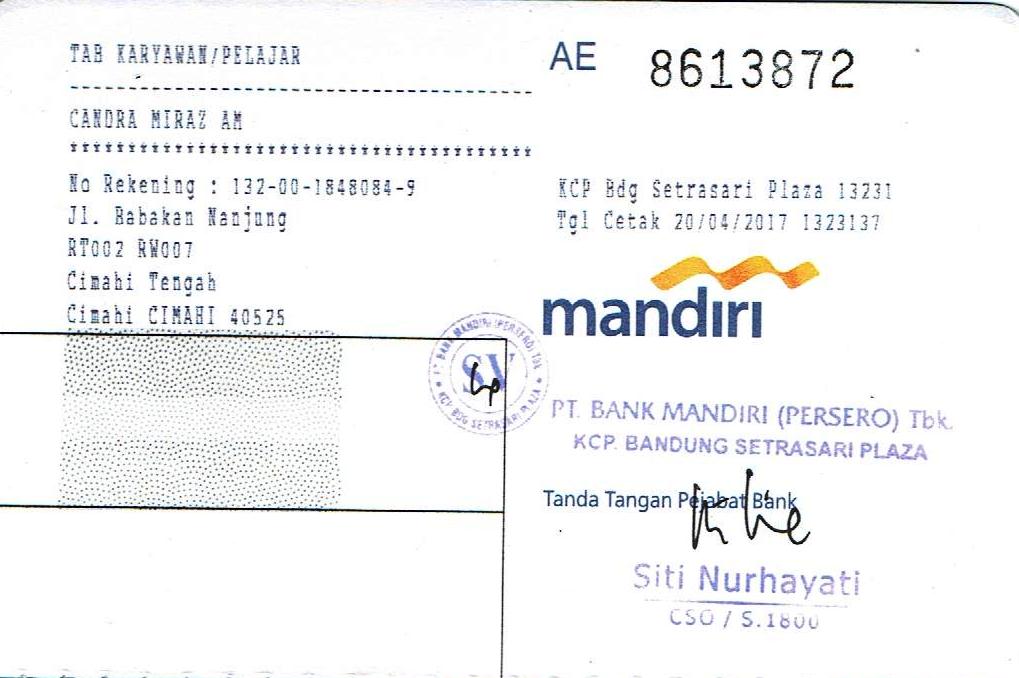 TAB KARYAWAN/PELAJAR
CANDRA MIRAZ AM
No Rekening : 132-00-1848084-9
Jl. Babakan Nanjung
RT002 RW007
Cimahi Tengah
Cimahi CIMAHI 40525
AE 8613872
KCP Bdg Setrasari Plaza 13231
Tgl Cetak 20/04/2017 1323137
mandırı
PT. BANK MANDIRI (PERSERO) Tbk
KCP BDG SETRASARI PLAZA
SV
PT. BANK MANDIRI (PERSERO) Tbk.
KCP. BANDUNG SETRASARI PLAZA
Tanda Tangan Pejabat Bank
Siti Nurhayati
CSO / S.1800